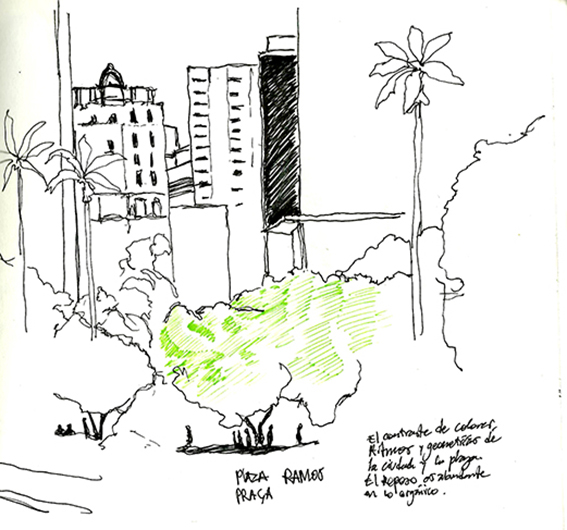 PLAZA RAMOS
PRAÇA
El contraste de colores,
Ritmos y geometrías de
la ciudad y la plaza.
El Reposo es abundante
en lo orgánico.